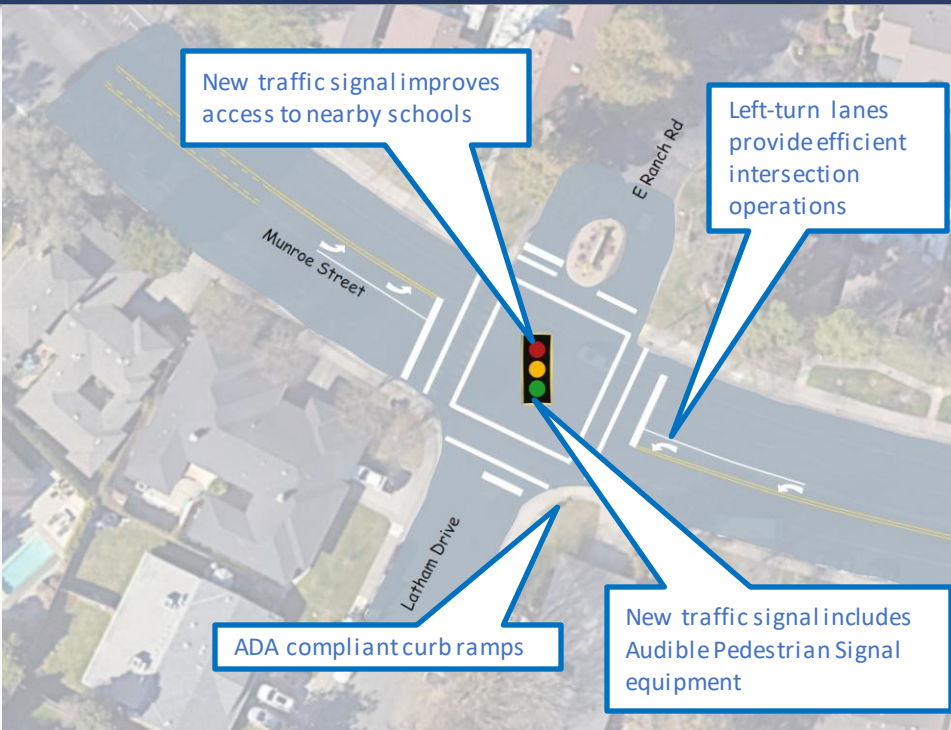 New traffic signal improves
access to nearby schools
Left-turn lanes
provide efficient
intersection
operations
E Ranch Rd
Munroe Street
Latham Drive
ADA compliant curb ramps
New traffic signal includes
Audible Pedestrian Signal
equipment